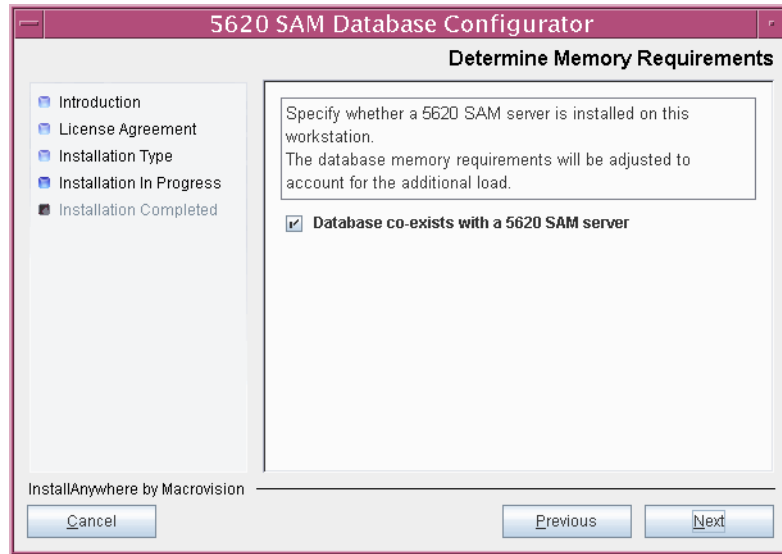 5620 SAM Database Configurator
Determine Memory Requirements
Introduction
License Agreement
Installation Type
Installation In Progress
Installation Completed
Specify whether a 5620 SAM server is installed on this
workstation.
The database memory requirements will be adjusted to
account for the additional load.
Database co-exists with a 5620 SAM server
InstallAnywhere by Macrovision
Cancel
Previous
Next